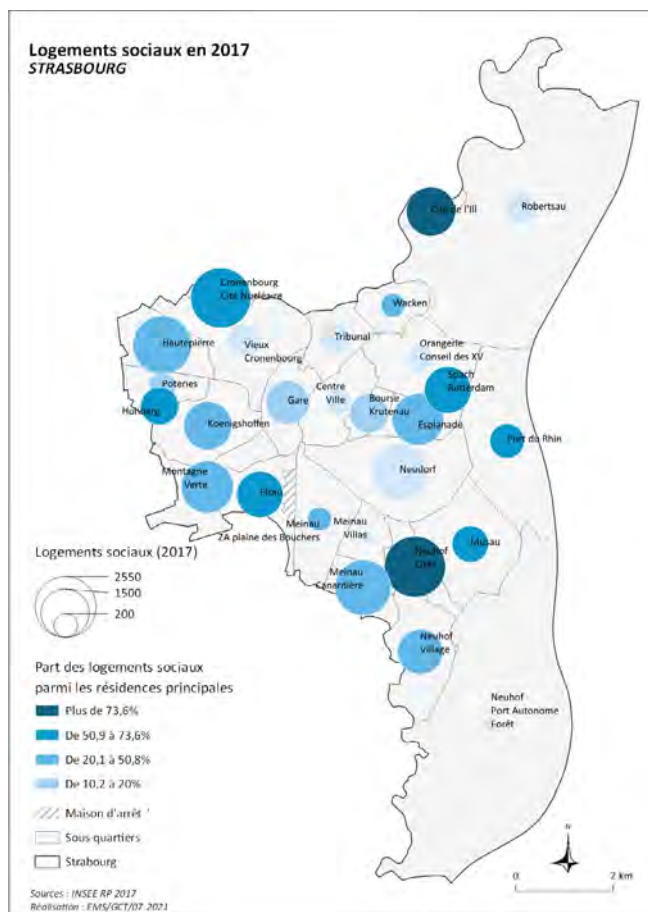 Logements sociaux en 2017
STRASBOURG
Cité de l'Ill
Robertsau
Cronenbourg
Cité Nucléaire
Wacken
Hautepierre
Vieux
Cronenbourg
Tribunal
Orangerie
Conseil des XV
Poteries
Spach
Rotterdam
Hohberg
Gare
Centre
Ville
Bourse
Krutenau
Koenigshoffen
Esplanade
Port du Rhin
Montagne
Verte
Neudorf
Elsau
Meinau
Meinau
Villas
2A plaine des Bouchers
Neuhof
Cités
Musau
Meinau
Canardière
Neuhof
Village
Neuhof
Port Autonome
Forêt
Logements sociaux (2017)
2550
1500
200
Part des logements sociaux
parmi les résidences principales
Plus de 73,6%
De 50,9 à 73,6%
De 20,1 à 50,8%
De 10,2 à 20%
Maison d'arrêt
Sous-quartiers
Strabourg
Sources : INSEE RP 2017
Réalisation : EMS/GCT/07-2021
N
0 2 km